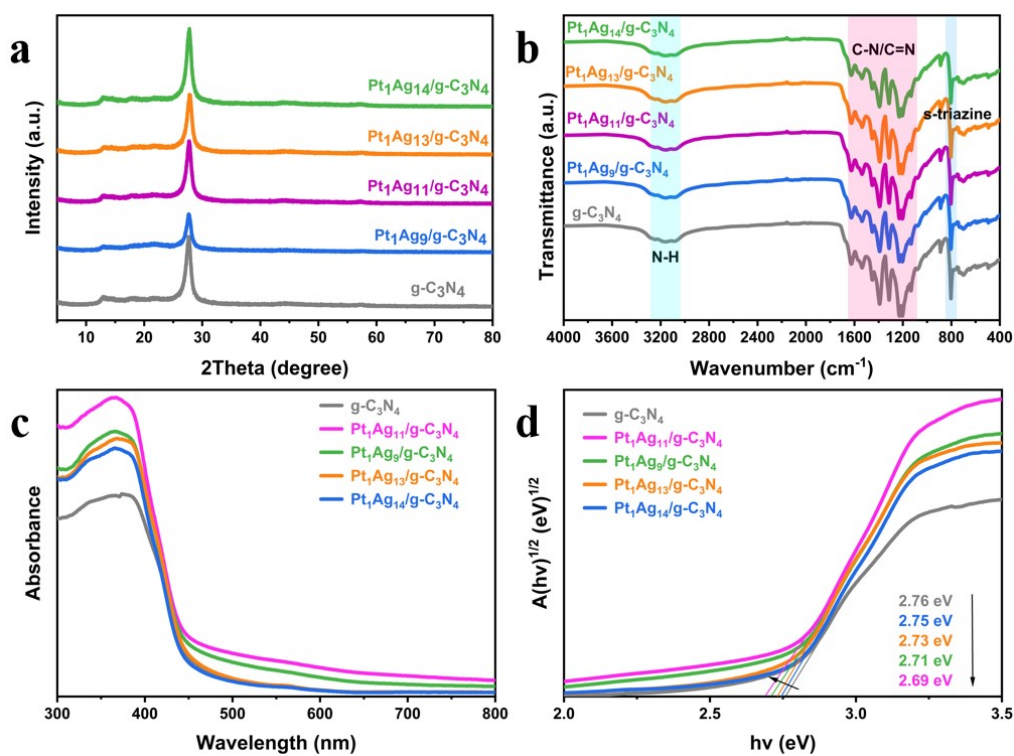 a
Pt₁Ag₁₄/g-C₃N₄
Pt₁Ag₁₃/g-C₃N₄
Pt₁Ag₁₁/g-C₃N₄
Pt₁Ag₉/g-C₃N₄
g-C₃N₄
Intensity (a.u.)
10 20 30 40 50 60 70 80
2Theta (degree)
b
Pt₁Ag₁₄/g-C₃N₄
C-N/C=N
Pt₁Ag₁₃/g-C₃N₄
s-triazine
Pt₁Ag₁₁/g-C₃N₄
Pt₁Ag₉/g-C₃N₄
g-C₃N₄
N-H
Transmittance (a.u.)
4000 3600 3200 2800 2400 2000 1600 1200 800 400
Wavenumber (cm⁻¹)
c
g-C₃N₄
Pt₁Ag₁₁/g-C₃N₄
Pt₁Ag₉/g-C₃N₄
Pt₁Ag₁₃/g-C₃N₄
Pt₁Ag₁₄/g-C₃N₄
Absorbance
300 400 500 600 700 800
Wavelength (nm)
d
g-C₃N₄
Pt₁Ag₁₁/g-C₃N₄
Pt₁Ag₉/g-C₃N₄
Pt₁Ag₁₃/g-C₃N₄
Pt₁Ag₁₄/g-C₃N₄
2.76 eV
2.75 eV
2.73 eV
2.71 eV
2.69 eV
A(hv)¹/² (eV)¹/²
2.0 2.5 3.0 3.5
hv (eV)